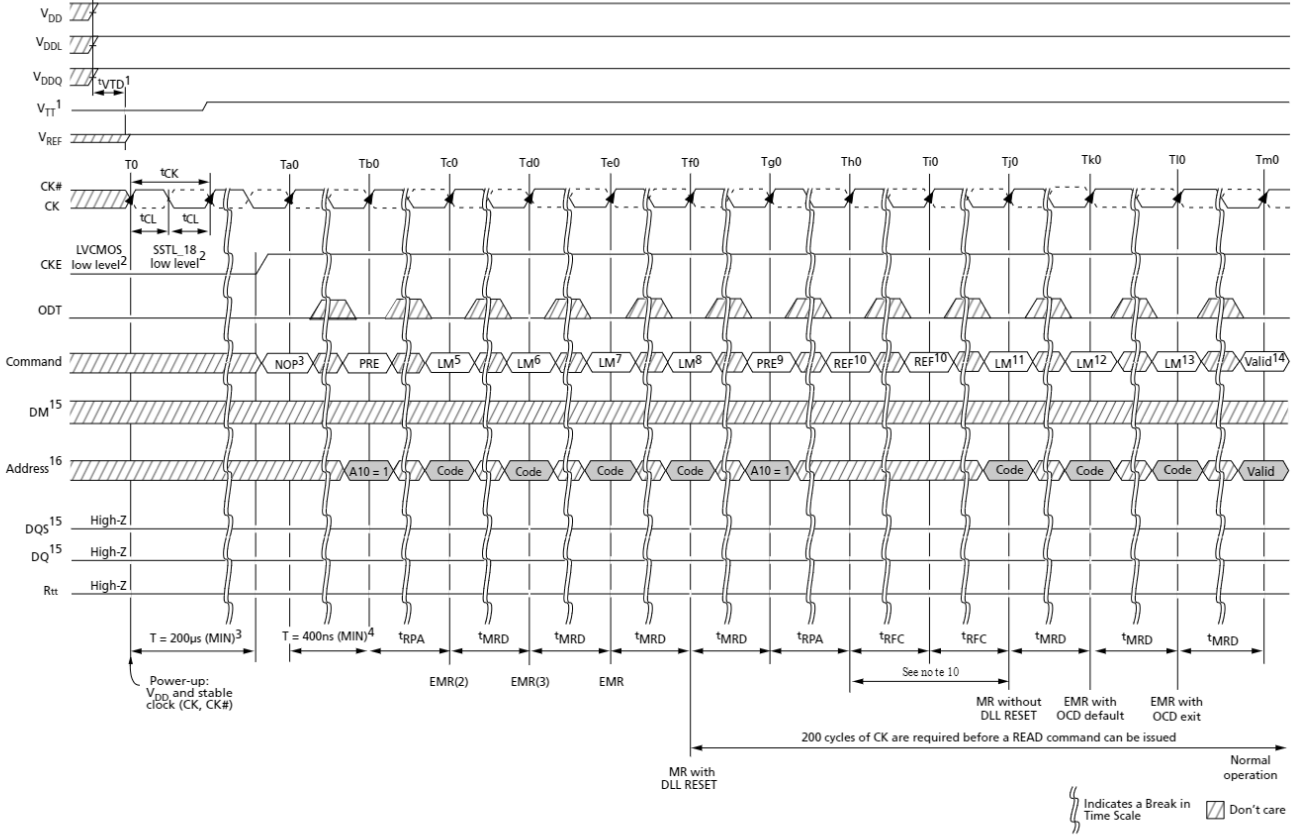 VDD
VDDL
VDDQ
tVTD1
VTT1
VREF
T0 Ta0 Tb0 Tc0 Td0 Te0 Tf0 Tg0 Th0 Ti0 Tj0 Tk0 Tl0 Tm0
tCK
CK#
CK
tCL tCL
LVCMOS SSTL_18
low level2 low level2
CKE
ODT
Command NOP3 PRE LM5 LM6 LM7 LM8 PRE9 REF10 REF10 LM11 LM12 LM13 Valid14
DM15
Address16 A10 = 1 Code Code Code Code A10 = 1 Code Code Code Valid
DQS15 High-Z
DQ15 High-Z
Rtt High-Z
T = 200µs (MIN)3 T = 400ns (MIN)4 tRPA tMRD tMRD tMRD tMRD tRPA tRFC tRFC tMRD tMRD tMRD
See note 10
Power-up:
VDD and stable
clock (CK, CK#)
EMR(2) EMR(3) EMR
MR without
DLL RESET
EMR with
OCD default
EMR with
OCD exit
200 cycles of CK are required before a READ command can be issued
MR with
DLL RESET
Normal
operation
Indicates a Break in
Time Scale
Don't care